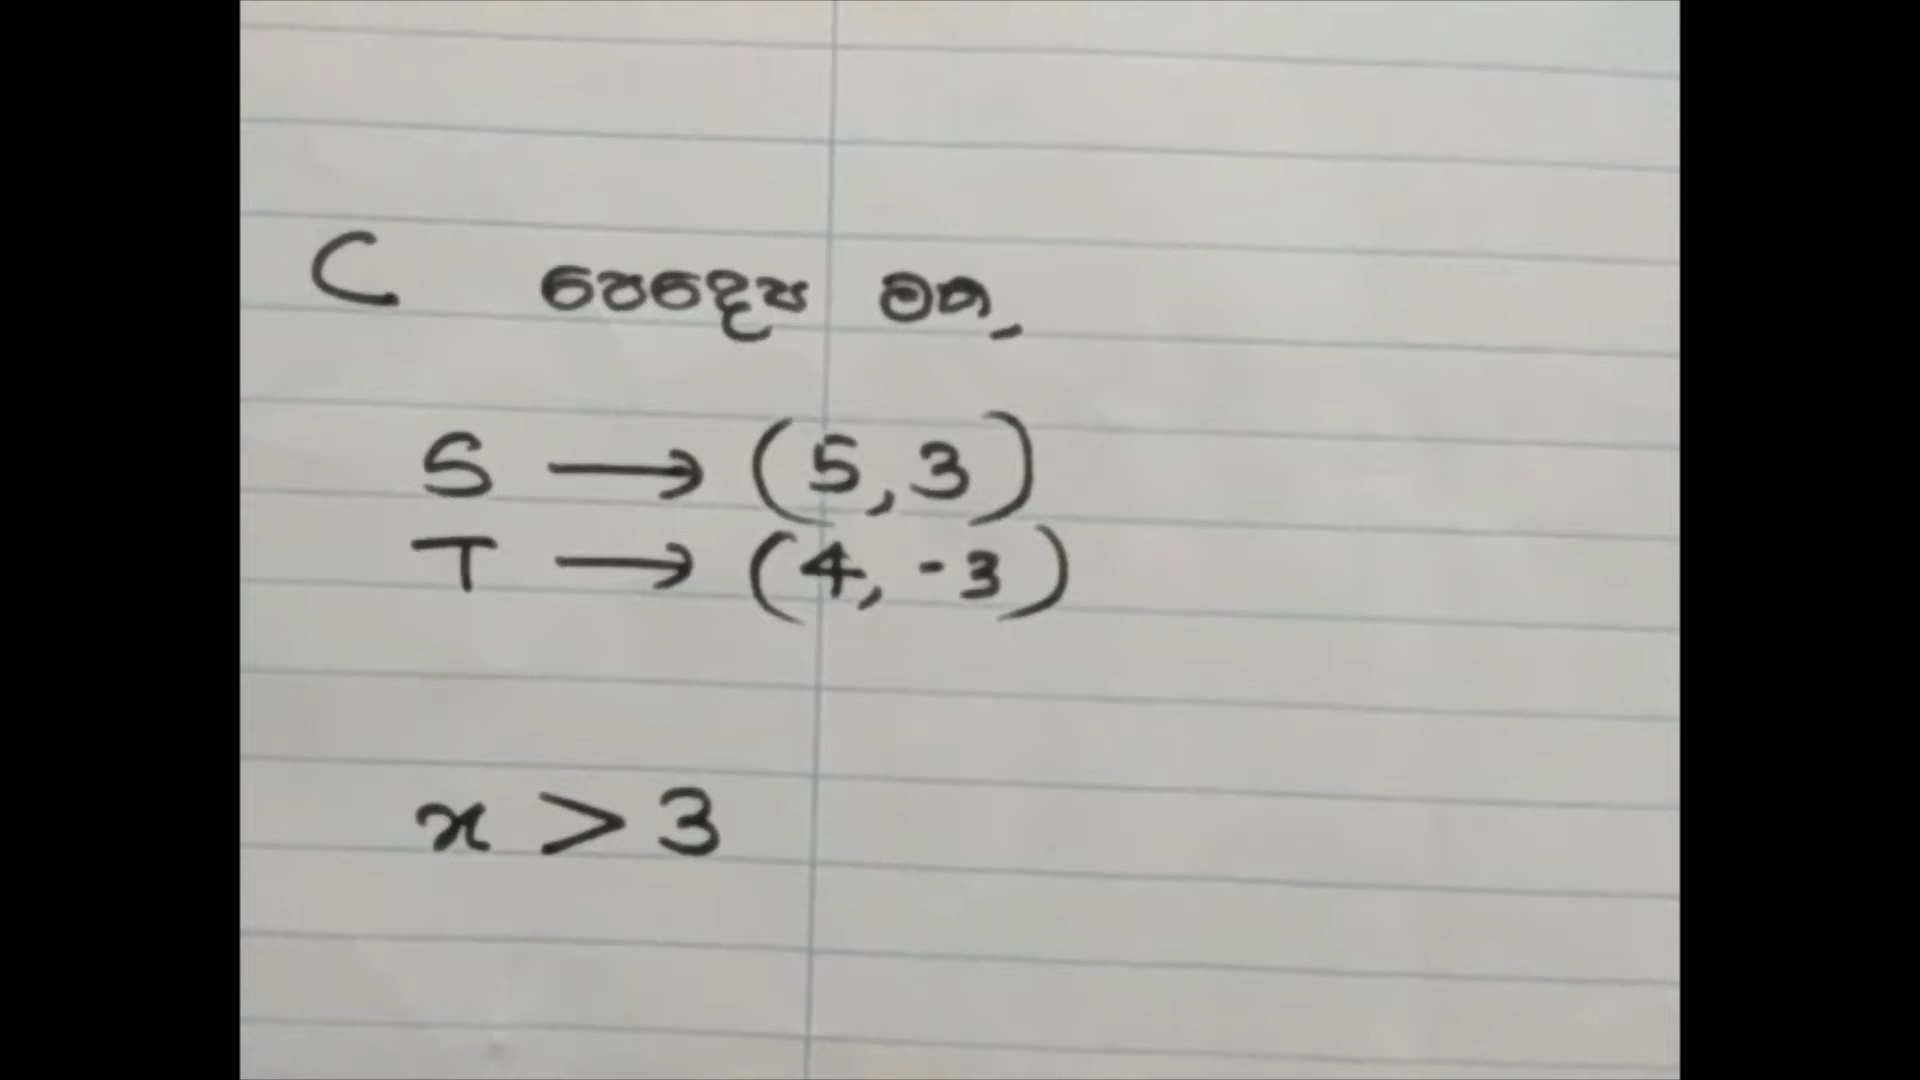 C පෙදෙස මත,
S → (5, 3)
T → (4, -3)
x > 3